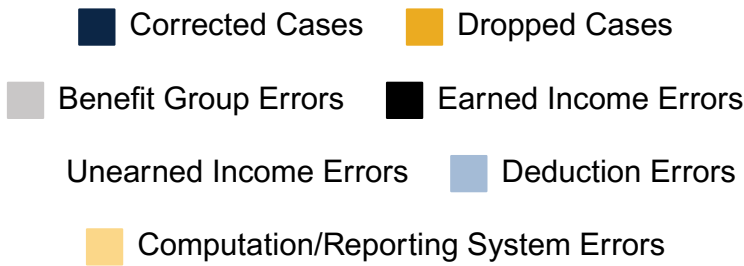 Corrected Cases Dropped Cases
Benefit Group Errors Earned Income Errors
Unearned Income Errors Deduction Errors
Computation/Reporting System Errors